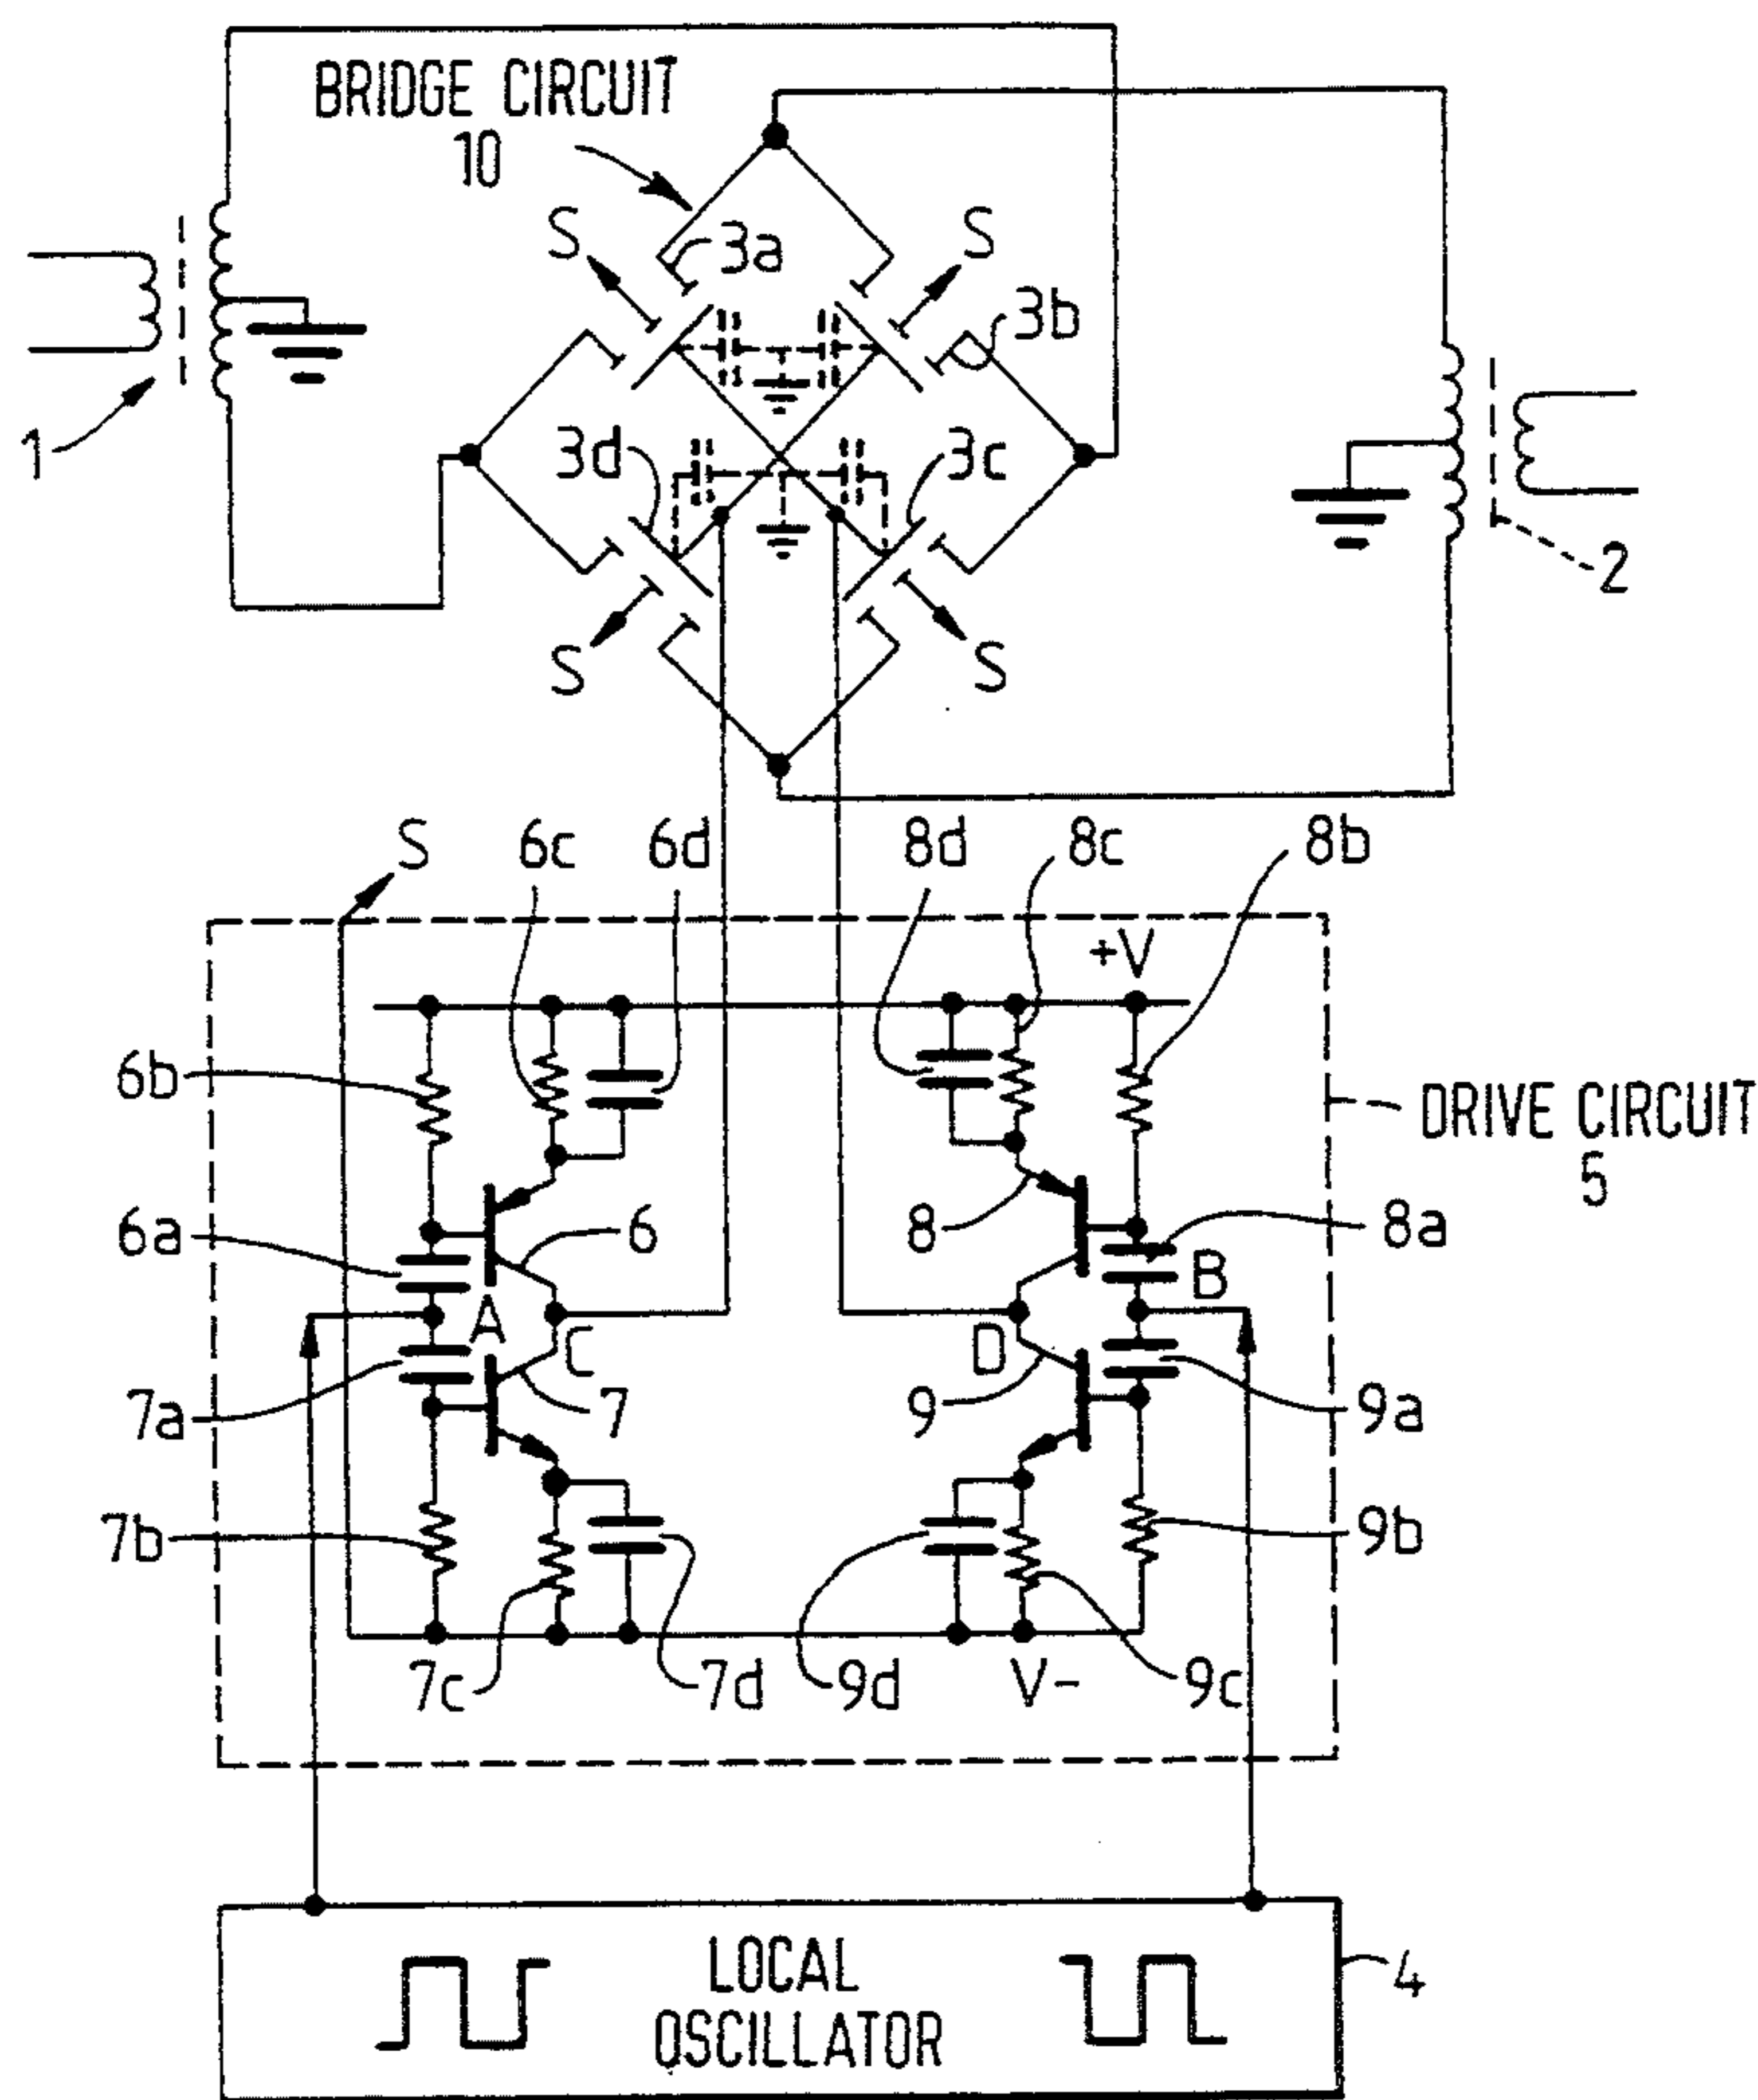 BRIDGE CIRCUIT
10
S
3a
S
3b
1
3d
3c
2
S
S
S
6c
6d
8d
8c
8b
+V
6b
DRIVE CIRCUIT
5
6a
6
8
8a
A
B
C
D
7a
7
9
9a
7b
9b
7c
7d
9d
V-
9c
LOCAL
OSCILLATOR
4